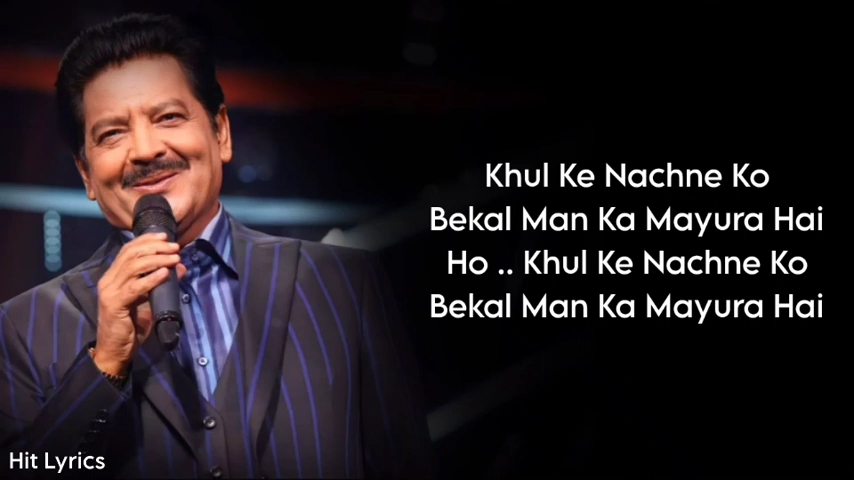 Khul Ke Nachne Ko
Bekal Man Ka Mayura Hai
Ho .. Khul Ke Nachne Ko
Bekal Man Ka Mayura Hai
Hit Lyrics